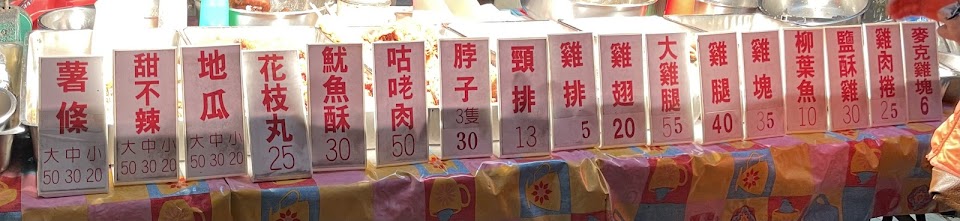 薯條
大中小
50 30 20
甜不辣
大中小
50 30 20
地瓜
大中小
50 30 20
花枝丸
25
魷魚酥
30
咕咾肉
50
脖子
3隻
30
頸排
13
雞排
5
雞翅
20
大雞腿
55
雞腿
40
雞塊
35
柳葉魚
10
鹽酥雞
30
雞肉捲
25
麥克雞塊
6